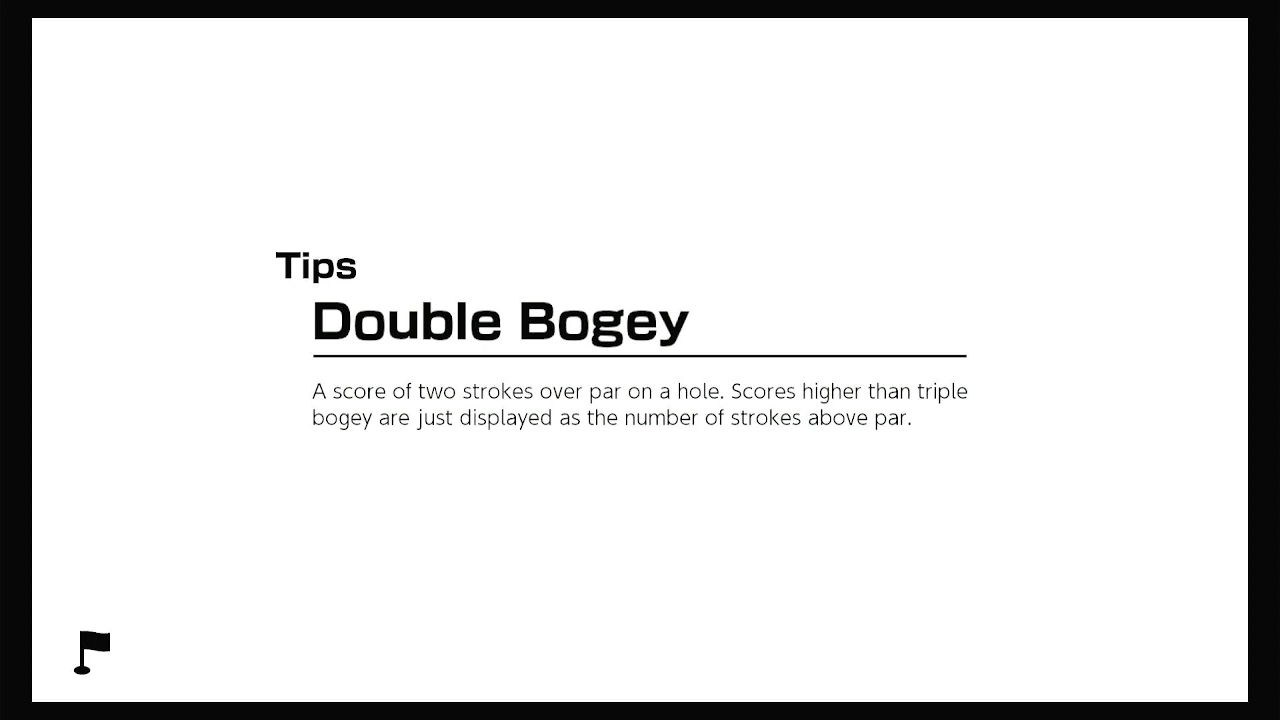 Tips
Double Bogey
A score of two strokes over par on a hole. Scores higher than triple
bogey are just displayed as the number of strokes above par.